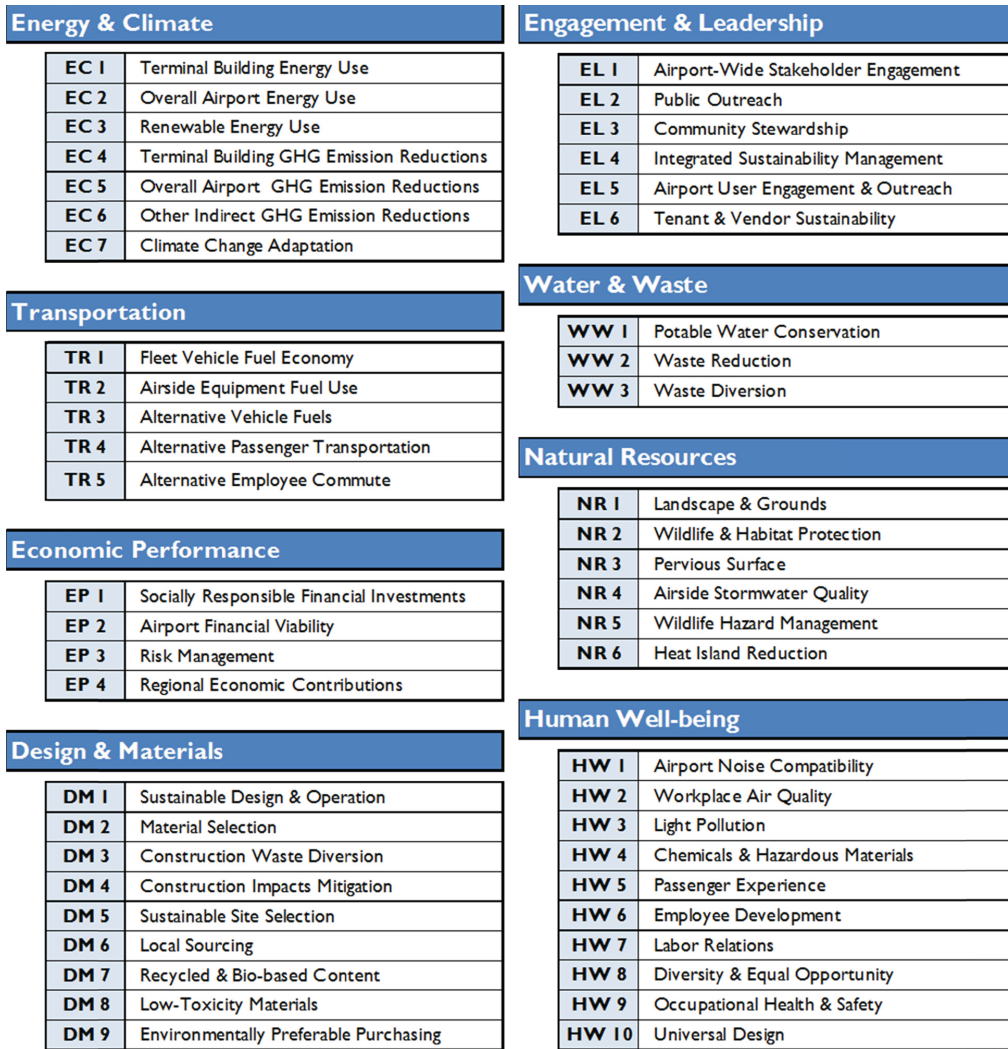 Energy & Climate
EC 1 Terminal Building Energy Use
EC 2 Overall Airport Energy Use
EC 3 Renewable Energy Use
EC 4 Terminal Building GHG Emission Reductions
EC 5 Overall Airport GHG Emission Reductions
EC 6 Other Indirect GHG Emission Reductions
EC 7 Climate Change Adaptation
Transportation
TR 1 Fleet Vehicle Fuel Economy
TR 2 Airside Equipment Fuel Use
TR 3 Alternative Vehicle Fuels
TR 4 Alternative Passenger Transportation
TR 5 Alternative Employee Commute
Economic Performance
EP 1 Socially Responsible Financial Investments
EP 2 Airport Financial Viability
EP 3 Risk Management
EP 4 Regional Economic Contributions
Design & Materials
DM 1 Sustainable Design & Operation
DM 2 Material Selection
DM 3 Construction Waste Diversion
DM 4 Construction Impacts Mitigation
DM 5 Sustainable Site Selection
DM 6 Local Sourcing
DM 7 Recycled & Bio-based Content
DM 8 Low-Toxicity Materials
DM 9 Environmentally Preferable Purchasing
Engagement & Leadership
EL 1 Airport-Wide Stakeholder Engagement
EL 2 Public Outreach
EL 3 Community Stewardship
EL 4 Integrated Sustainability Management
EL 5 Airport User Engagement & Outreach
EL 6 Tenant & Vendor Sustainability
Water & Waste
WW 1 Potable Water Conservation
WW 2 Waste Reduction
WW 3 Waste Diversion
Natural Resources
NR 1 Landscape & Grounds
NR 2 Wildlife & Habitat Protection
NR 3 Pervious Surface
NR 4 Airside Stormwater Quality
NR 5 Wildlife Hazard Management
NR 6 Heat Island Reduction
Human Well-being
HW 1 Airport Noise Compatibility
HW 2 Workplace Air Quality
HW 3 Light Pollution
HW 4 Chemicals & Hazardous Materials
HW 5 Passenger Experience
HW 6 Employee Development
HW 7 Labor Relations
HW 8 Diversity & Equal Opportunity
HW 9 Occupational Health & Safety
HW 10 Universal Design